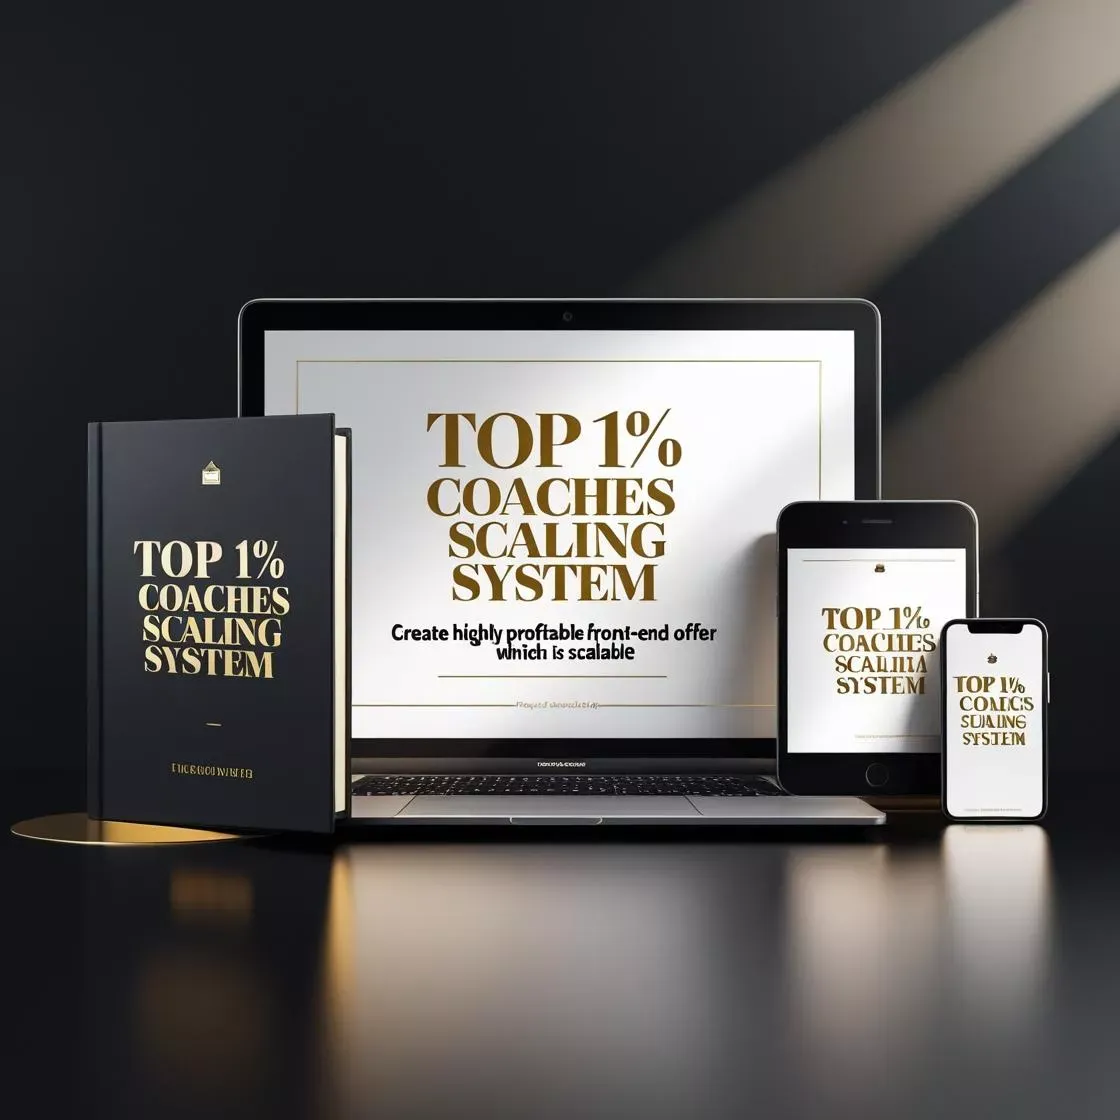 TOP 1%
COACHES
SCALING
SYSTEM
TOP 1%
COACHES
SCALING
SYSTEM
Create highly profitable front-end offer
which is scalable
TOP 1%
SYSTEM
TOP 1%
SYSTEM